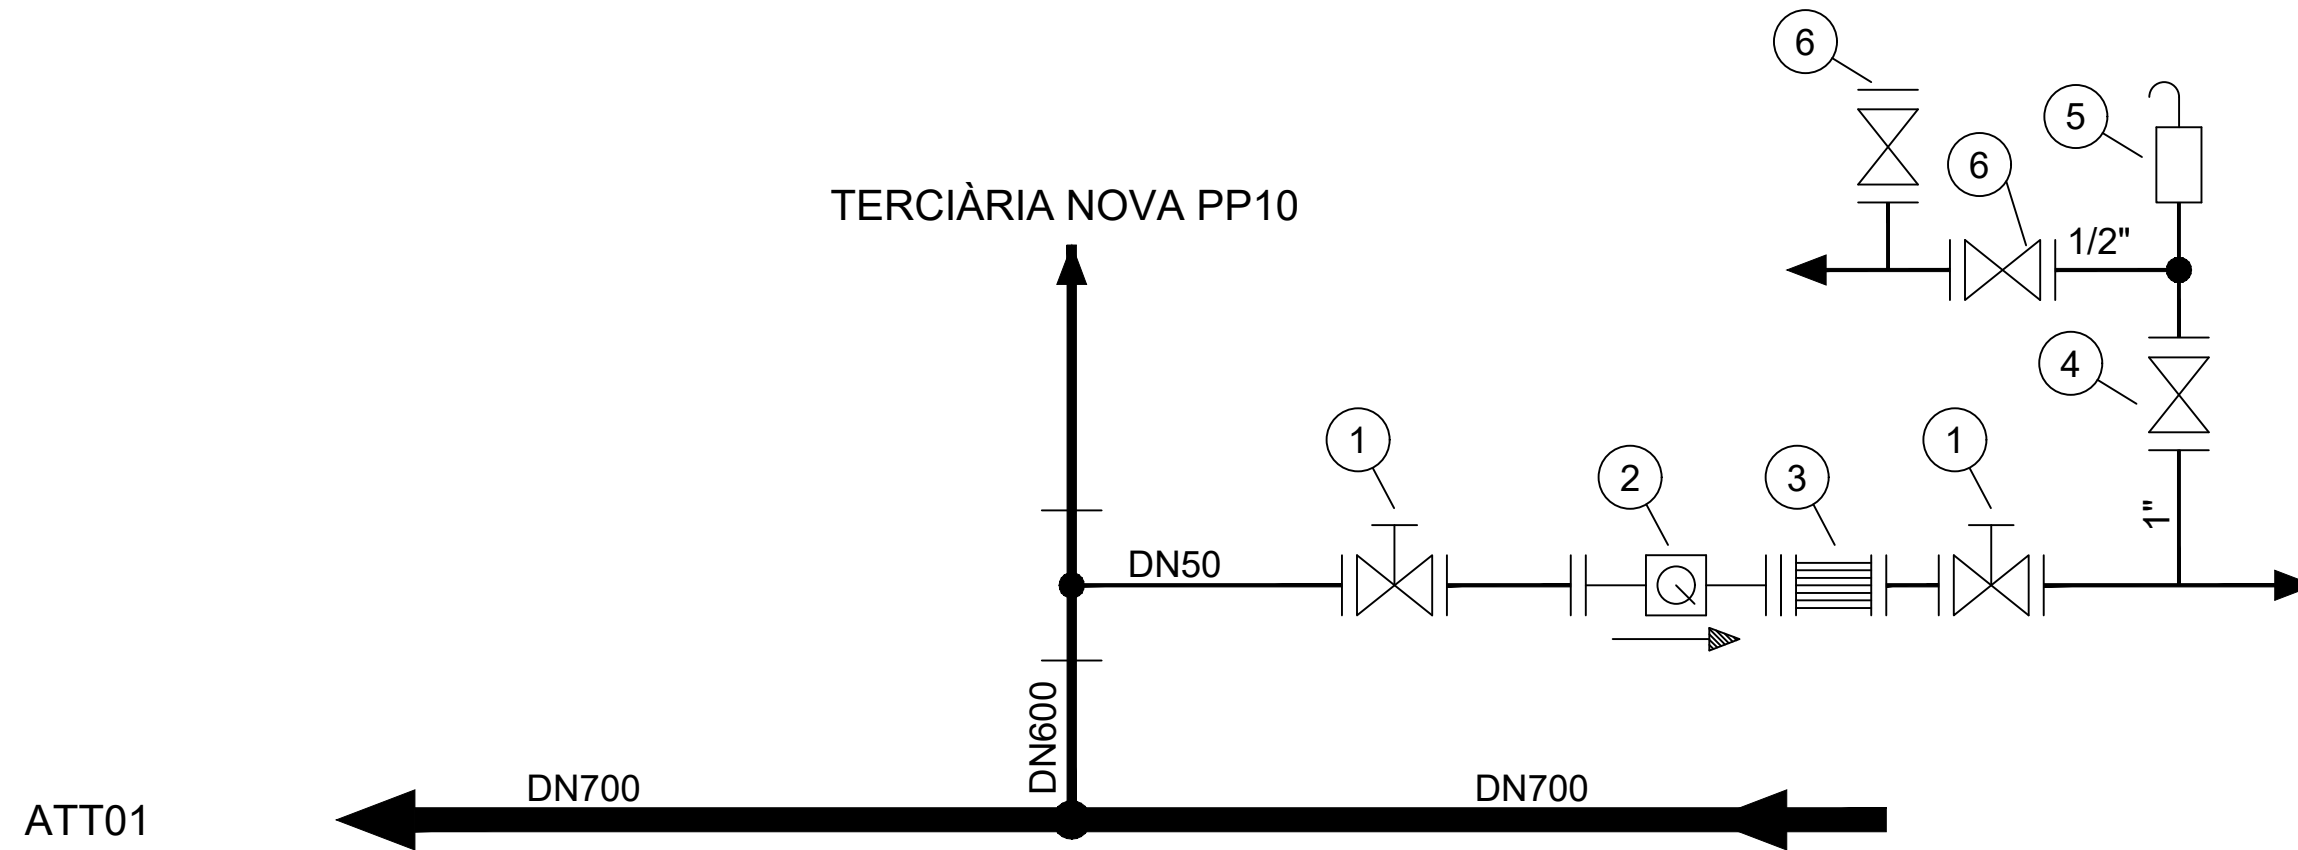 6
5
6
TERCIÀRIA NOVA PP10
1/2"
4
1
2
3
1
1"
DN50
DN600
DN700
DN700
ATT01